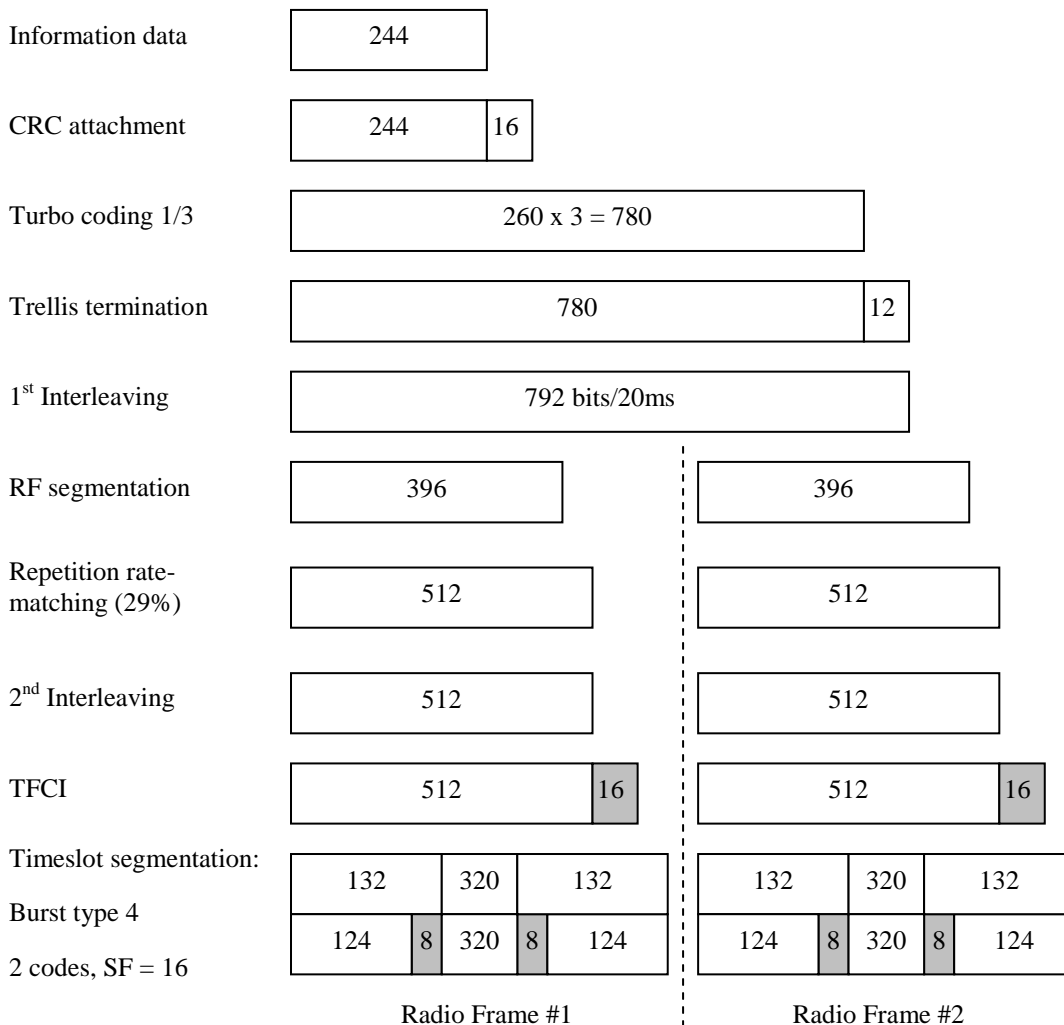 Information data
244
CRC attachment
244 16
Turbo coding 1/3
260 x 3 = 780
Trellis termination
780 12
1st Interleaving
792 bits/20ms
RF segmentation
396 396
Repetition rate-
matching (29%)
512 512
2nd Interleaving
512 512
TFCI
512 16 512 16
Timeslot segmentation:
132 320 132 132 320 132
Burst type 4
124 8 320 8 124 124 8 320 8 124
2 codes, SF = 16
Radio Frame #1 Radio Frame #2